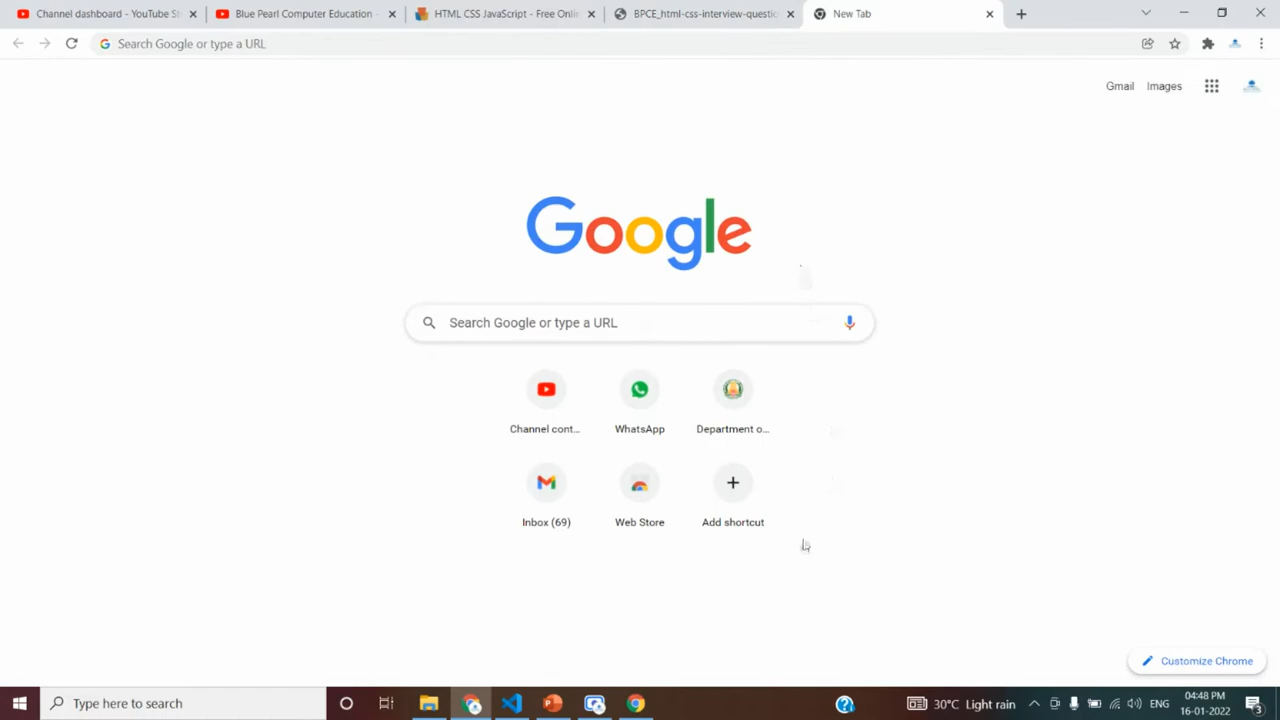 Channel dashboard - YouTube St
Blue Pearl Computer Education -
HTML CSS JavaScript - Free Onlin
BPCE_html-css-interview-questio
New Tab
Search Google or type a URL
Gmail
Images
Google
Search Google or type a URL
Channel cont...
WhatsApp
Department o...
Inbox (69)
Web Store
Add shortcut
Customize Chrome
Type here to search
30°C Light rain
ENG
04:48 PM
16-01-2022
3